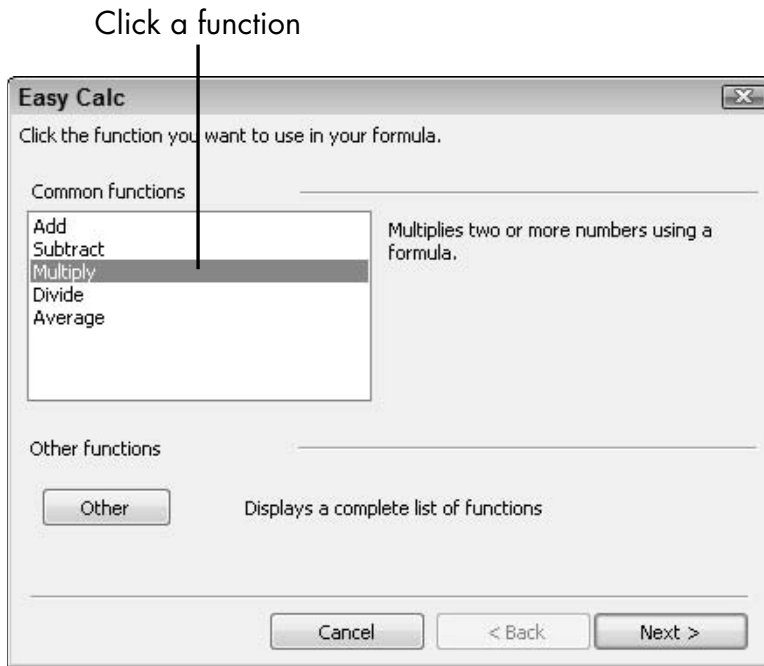 Click a function
Easy Calc
Click the function you want to use in your formula.
Common functions
Add
Subtract
Multiply
Divide
Average
Multiplies two or more numbers using a
formula.
Other functions
Other
Displays a complete list of functions
Cancel
< Back
Next >